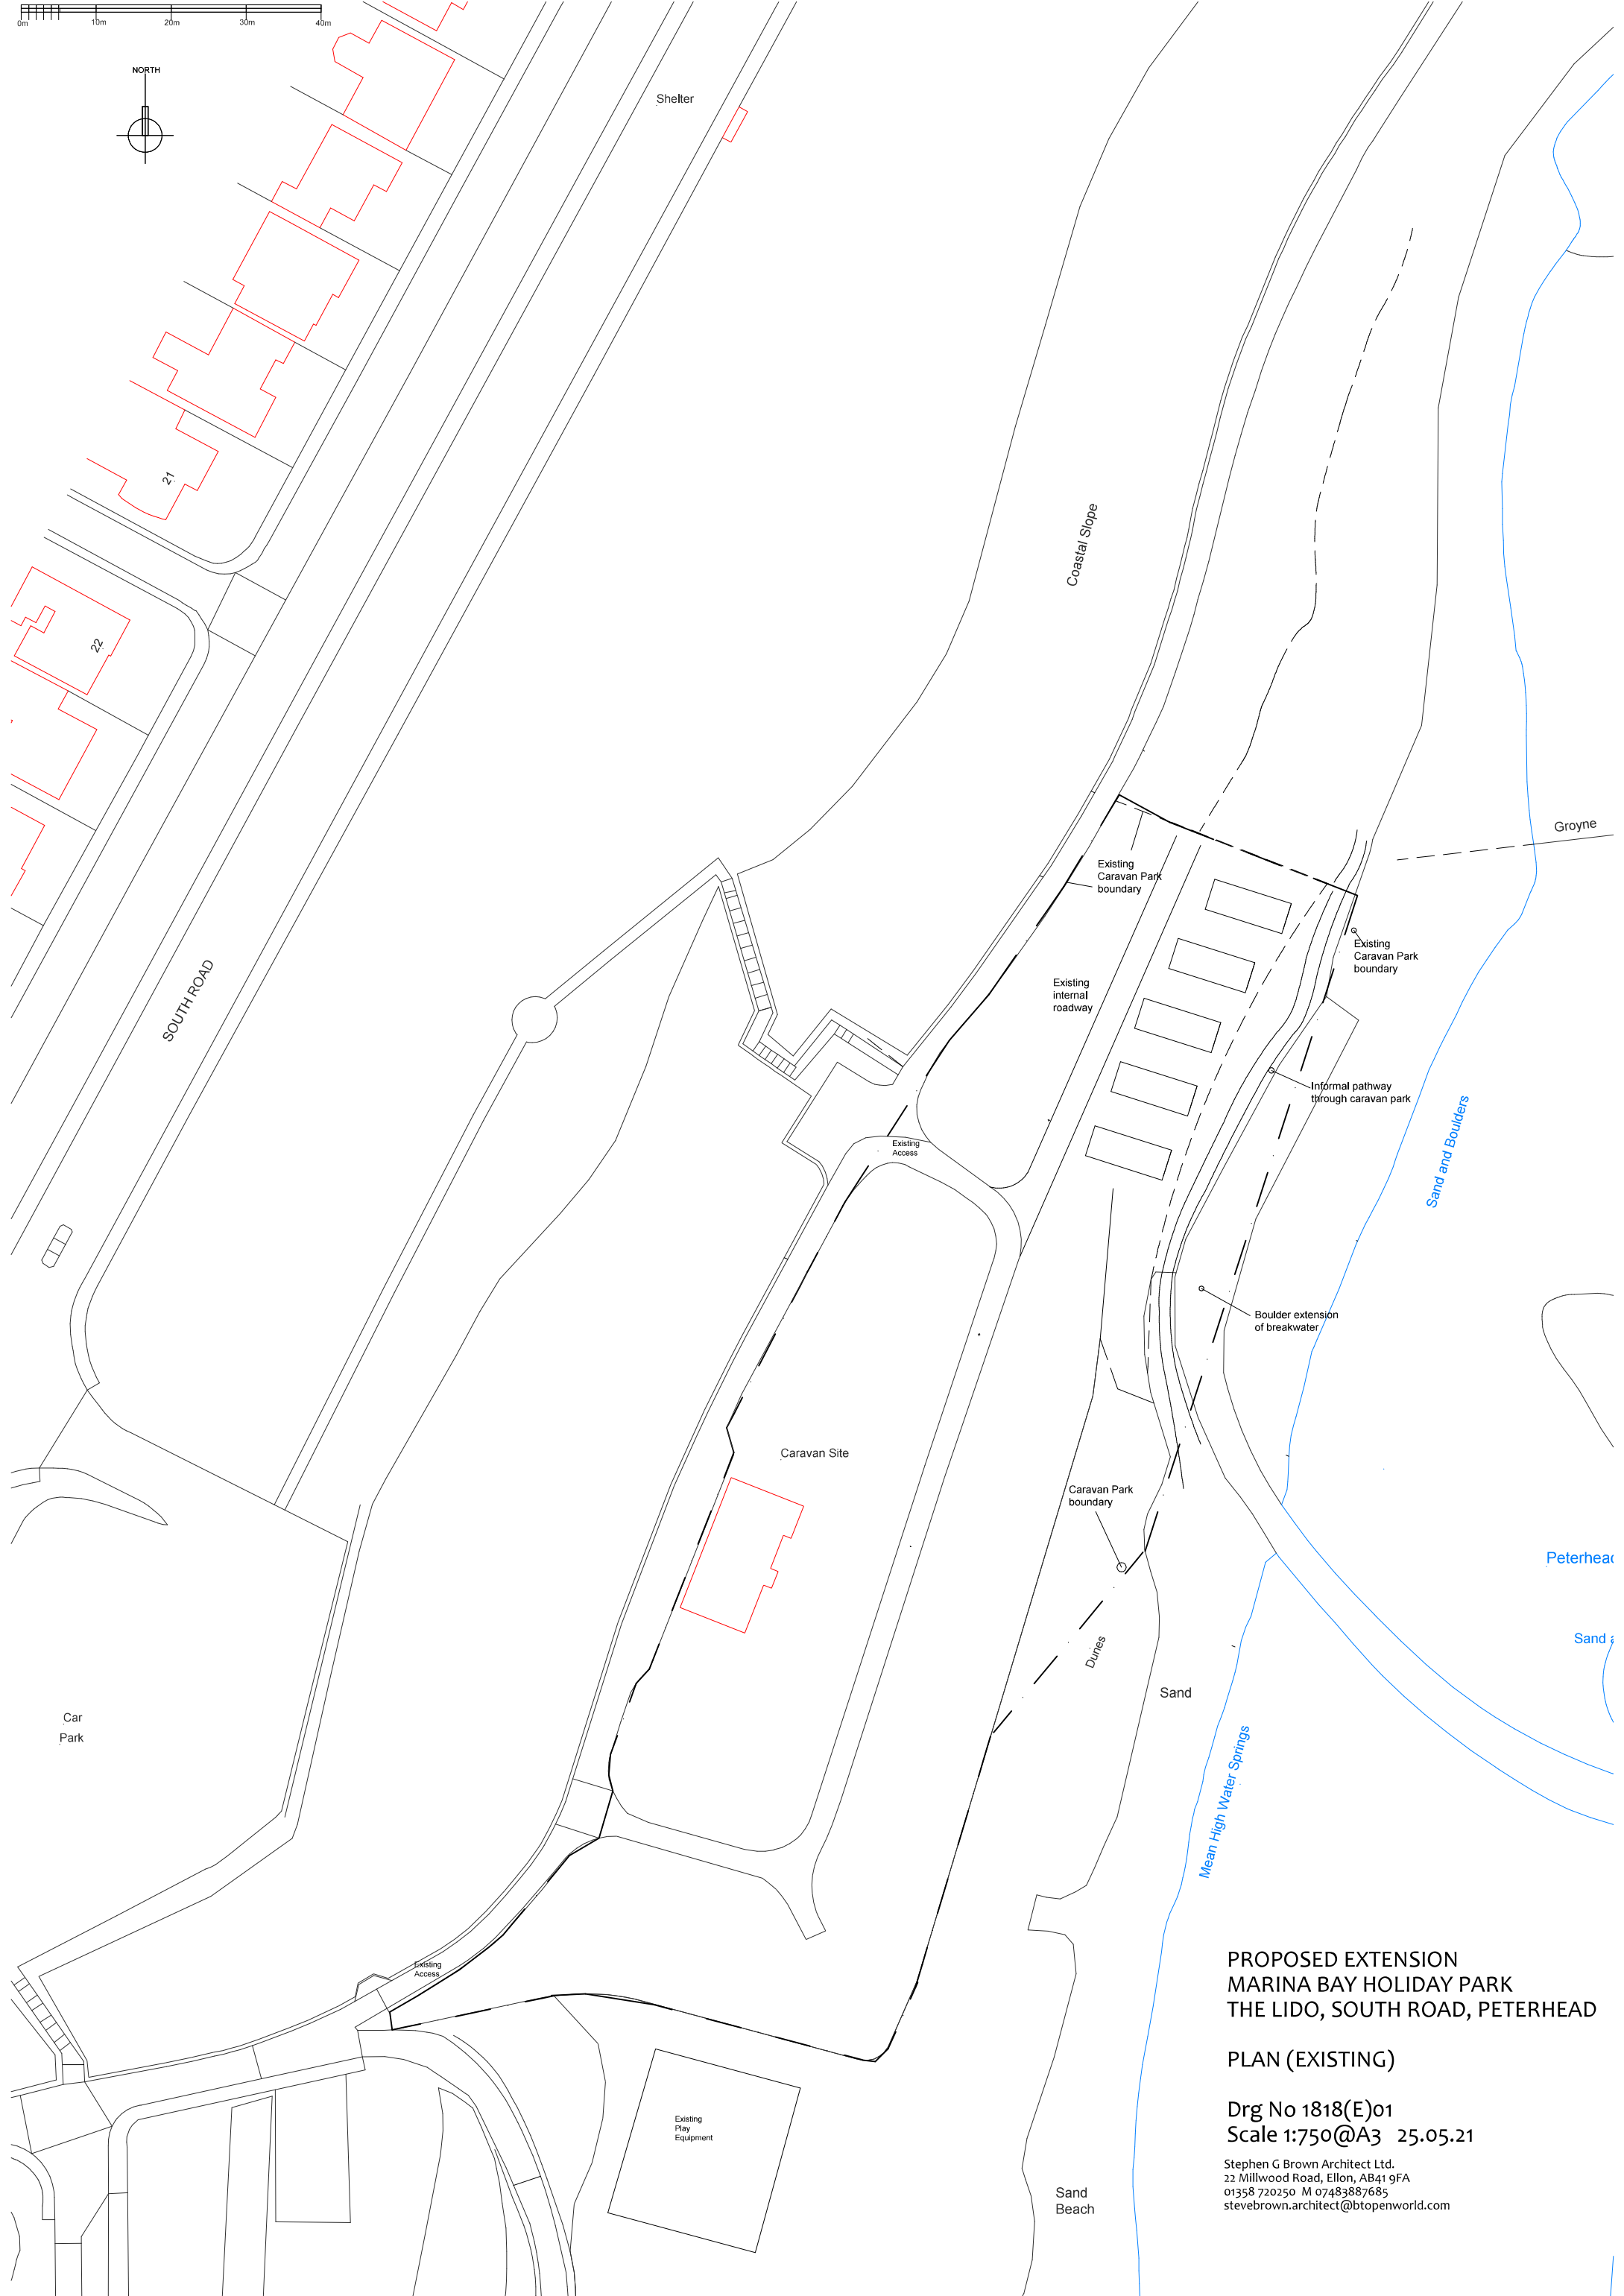 0m 10m 20m 30m 40m
NORTH
Shelter
21
22
Coastal Slope
SOUTH ROAD
Groyne
Existing
Caravan Park
boundary
Existing
Caravan Park
boundary
Existing
internal
roadway
Informal pathway
through caravan park
Existing
Access
Sand and Boulders
Boulder extension
of breakwater
Caravan Site
Caravan Park
boundary
Peterhead
Sand
Dunes
Sand
Car
Park
Mean High Water Springs
Existing
Access
Existing
Play
Equipment
Sand
Beach
PROPOSED EXTENSION
MARINA BAY HOLIDAY PARK
THE LIDO, SOUTH ROAD, PETERHEAD
PLAN (EXISTING)
Drg No 1818(E)01
Scale 1:750@A3 25.05.21
Stephen G Brown Architect Ltd.
22 Millwood Road, Ellon, AB41 9FA
01358 720250 M 07483887685
stevebrown.architect@btopenworld.com